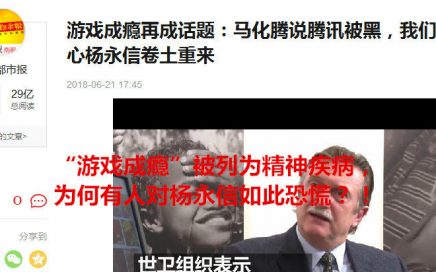 游戏成瘾再成话题：马化腾说腾讯被黑，我们
心杨永信卷土重来
2018-06-21 17:45
都市报
29亿
总阅读
的文章>
“游戏成瘾”被列为精神疾病，
为何有人对杨永信如此恐慌？！
0
分享到
世卫组织表示